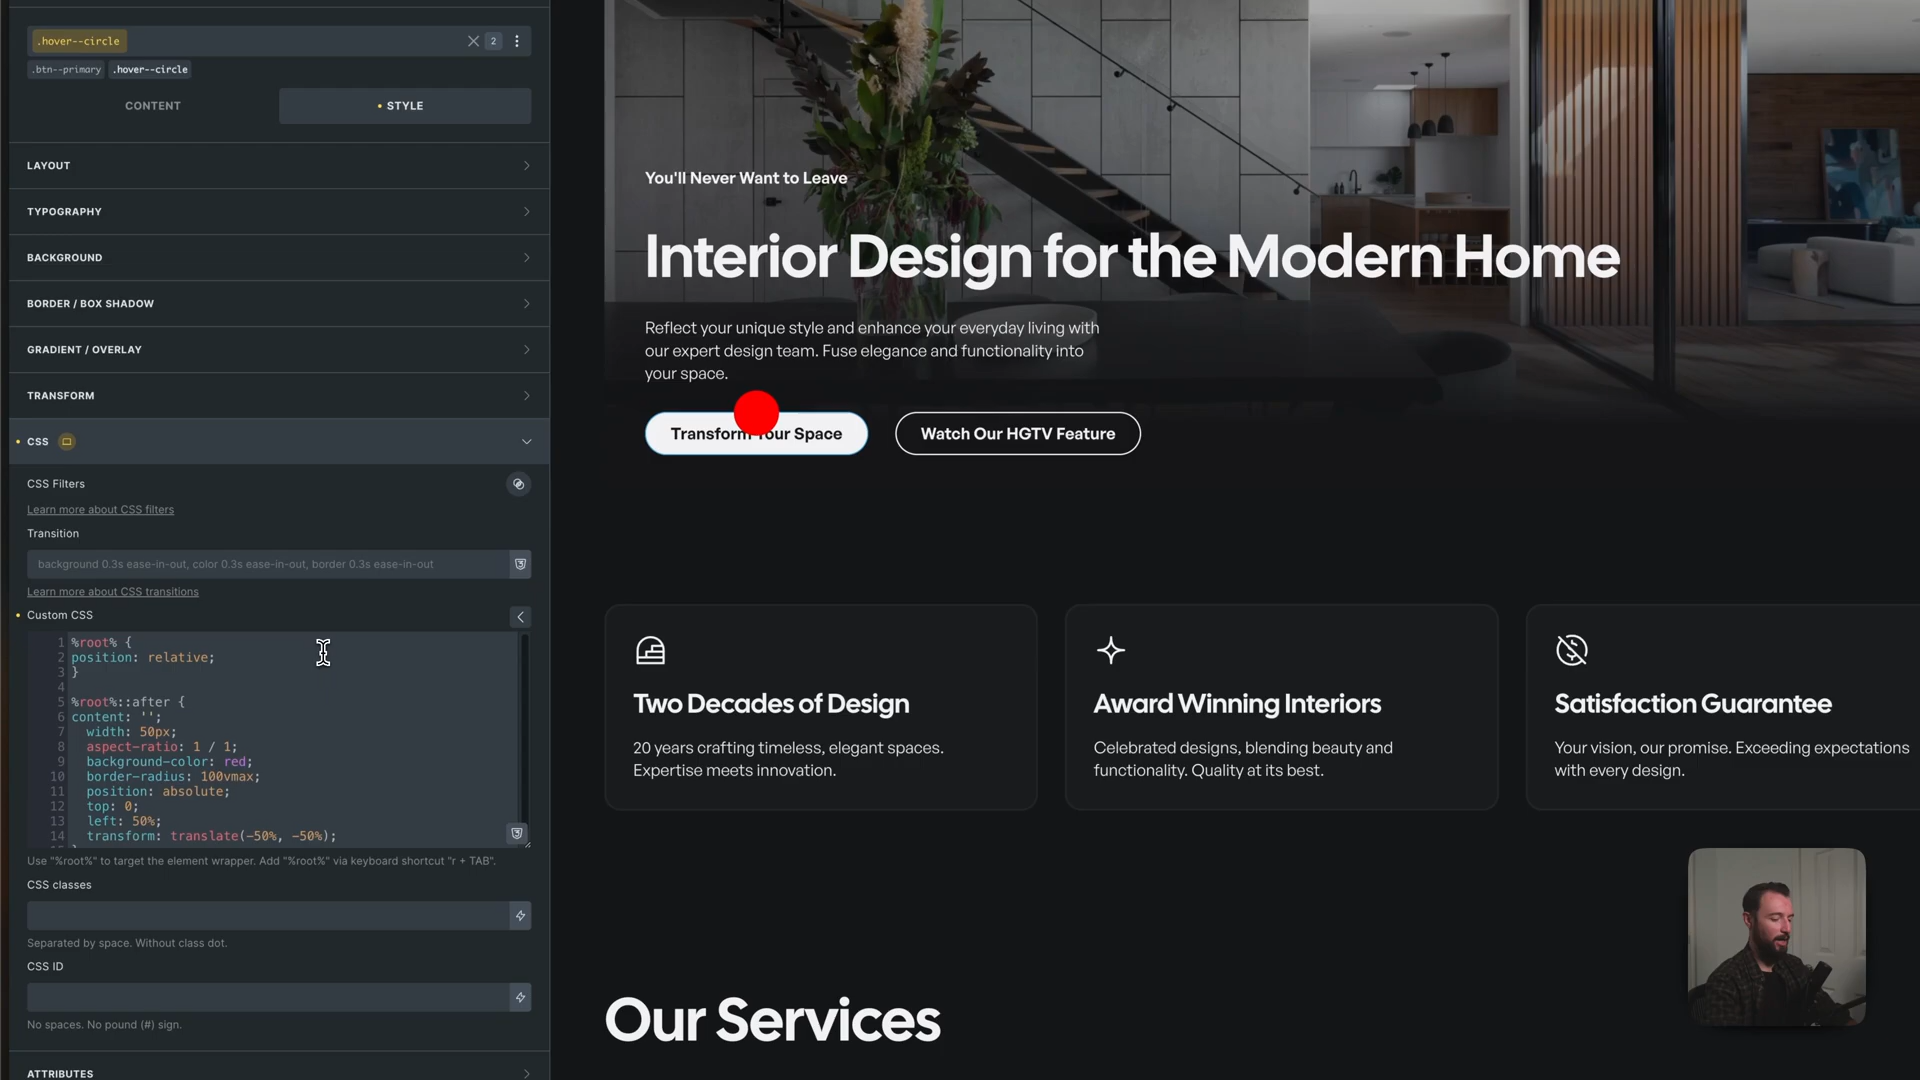 .hover--circle
2
.btn--primary .hover--circle
CONTENT
STYLE
LAYOUT
TYPOGRAPHY
BACKGROUND
BORDER / BOX SHADOW
GRADIENT / OVERLAY
TRANSFORM
CSS
CSS Filters
Learn more about CSS filters
Transition
background 0.3s ease-in-out, color 0.3s ease-in-out, border 0.3s ease-in-out
Learn more about CSS transitions
Custom CSS
1 %root% {
2 position: relative;
3 }
4
5 %root%::after {
6 content: '';
7 width: 50px;
8 aspect-ratio: 1 / 1;
9 background-color: red;
10 border-radius: 100vmax;
11 position: absolute;
12 top: 0;
13 left: 50%;
14 transform: translate(-50%, -50%);
Use "%root%" to target the element wrapper. Add "%root%" via keyboard shortcut "r + TAB".
CSS classes
Separated by space. Without class dot.
CSS ID
No spaces. No pound (#) sign.
ATTRIBUTES
You'll Never Want to Leave
Interior Design for the Modern Home
Reflect your unique style and enhance your everyday living with
our expert design team. Fuse elegance and functionality into
your space.
Transform Your Space
Watch Our HGTV Feature
Two Decades of Design
20 years crafting timeless, elegant spaces.
Expertise meets innovation.
Award Winning Interiors
Celebrated designs, blending beauty and
functionality. Quality at its best.
Satisfaction Guarantee
Your vision, our promise. Exceeding expectations
with every design.
Our Services